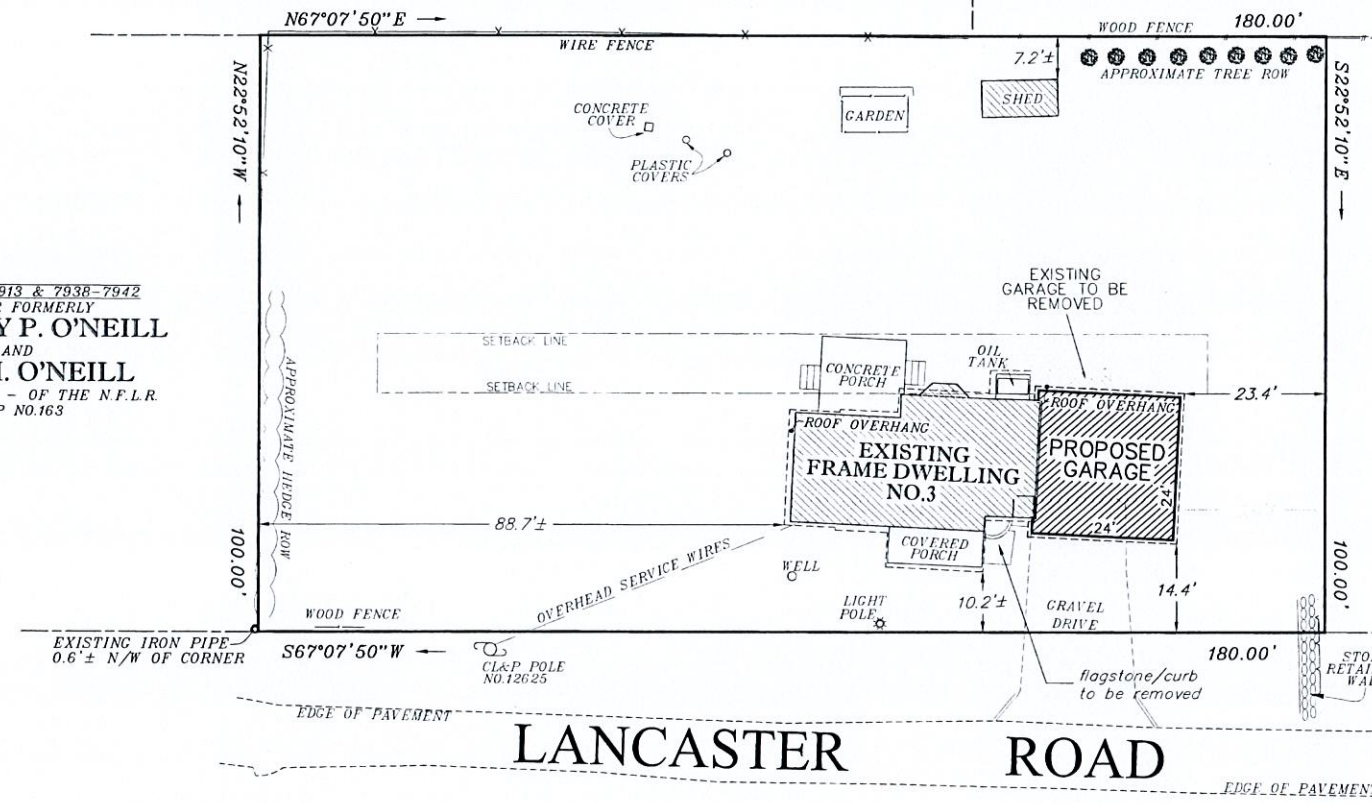 N67°07'50"E
WOOD FENCE
180.00'
WIRE FENCE
7.2'±
APPROXIMATE TREE ROW
SHED
N22°52'10"W
S22°52'10"E
CONCRETE
COVER
GARDEN
PLASTIC
COVERS
EXISTING
GARAGE TO BE
REMOVED
913 & 7938-7942
FORMERLY
Y P. O'NEILL
AND
O'NEILL
- OF THE N.F.L.R.
NO.163
SETBACK LINE
OIL
TANK
CONCRETE
PORCH
SETBACK LINE
23.4'
APPROXIMATE HEDGE ROW
ROOF OVERHANG
ROOF OVERHANG
EXISTING
FRAME DWELLING
NO.3
PROPOSED
GARAGE
24'
24'
88.7'±
COVERED
PORCH
OVERHEAD SERVICE WIRES
WELL
100.00'
100.00'
LIGHT
POLE
10.2'±
GRAVEL
DRIVE
14.4'
WOOD FENCE
EXISTING IRON PIPE
0.6'± N/W OF CORNER
S67°07'50"W
180.00'
CL&P POLE
NO.12625
flagstone/curb
to be removed
STO
RETAI
WA
EDGE OF PAVEMENT
LANCASTER ROAD
EDGE OF PAVEMEN